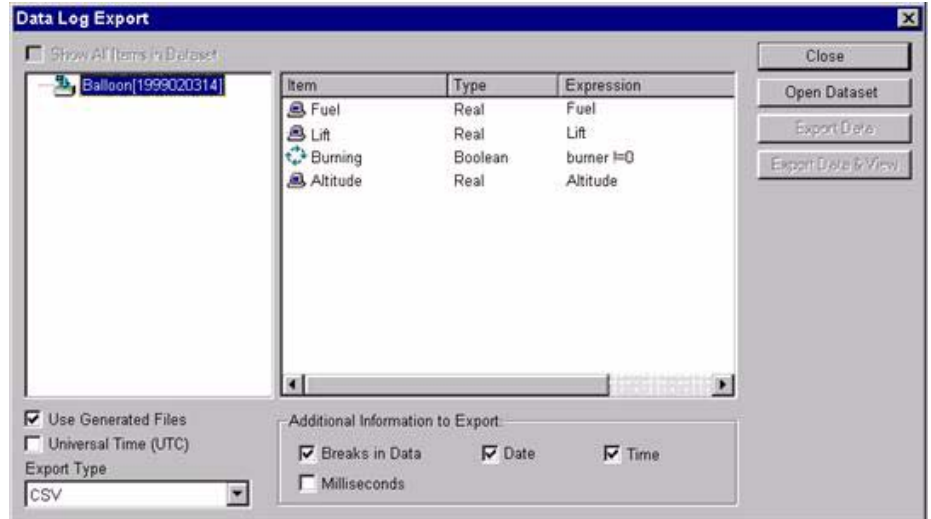 Data Log Export
Show All Items in Dataset
Close
Balloon[1999020314]
Item Type Expression
Open Dataset
Fuel Real Fuel
Export Data
Lift Real Lift
Burning Boolean burner !=0
Export Data & View
Altitude Real Altitude
Use Generated Files
Additional Information to Export:
Universal Time (UTC)
Breaks in Data Date Time
Export Type
Milliseconds
CSV